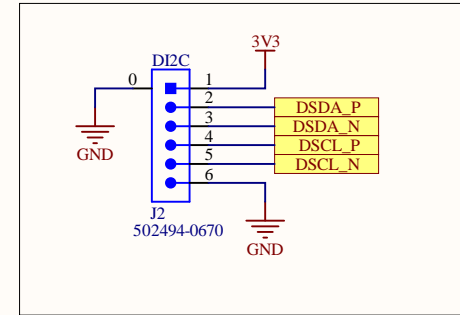 3V3
DI2C
0
1
2
DSDA_P
3
DSDA_N
4
DSCL_P
5
DSCL_N
6
GND
J2
502494-0670
GND